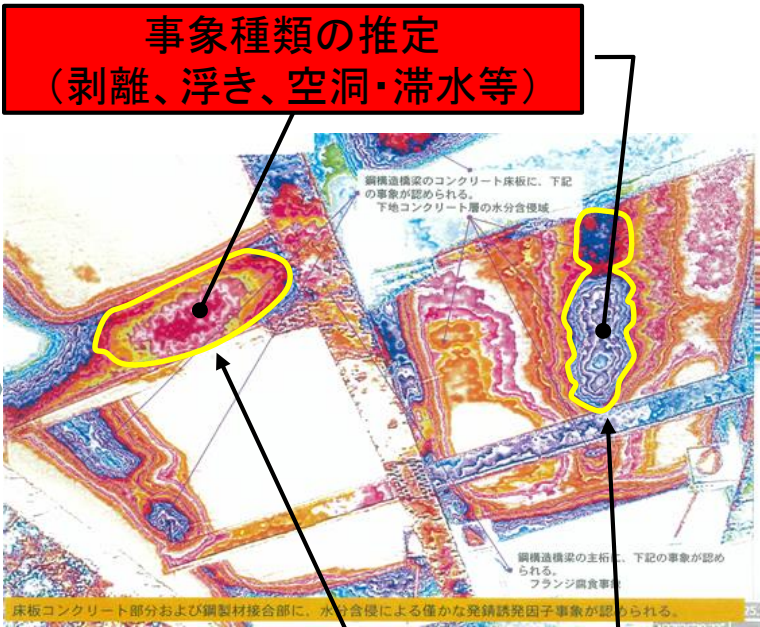 事象種類の推定
（剥離、浮き、空洞・滞水等）
鋼構造橋梁のコンクリート床板に、下記
の事象が認められる。
下地コンクリート層の水分含侵域
鋼構造橋梁の主桁に、下記の事象が認め
られる。
フランジ腐食事象
床板コンクリート部分および鋼製材接合部に、水分含侵による僅かな発錆誘発因子事象が認められる。